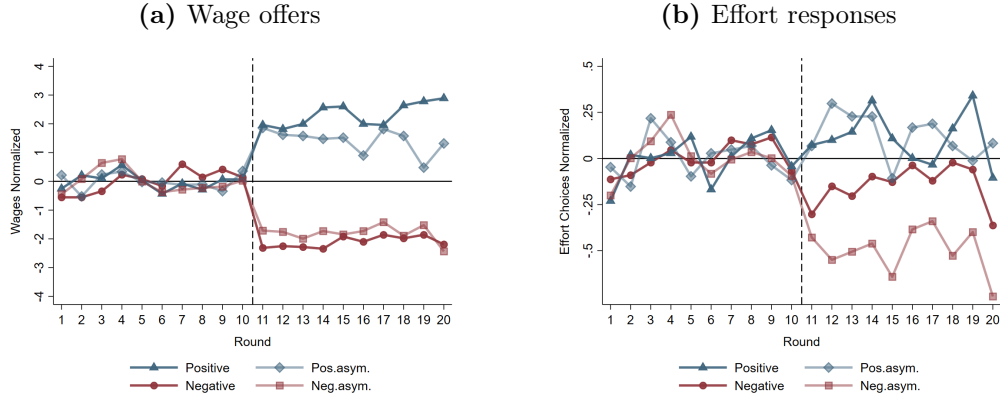 (a) Wage offers
Wages Normalized
4
3
2
1
0
-1
-2
-3
-4
1 2 3 4 5 6 7 8 9 10 11 12 13 14 15 16 17 18 19 20
Round
Positive Pos.asym.
Negative Neg.asym.
(b) Effort responses
Effort Choices Normalized
.5
.25
0
-.25
-.5
1 2 3 4 5 6 7 8 9 10 11 12 13 14 15 16 17 18 19 20
Round
Positive Pos.asym.
Negative Neg.asym.